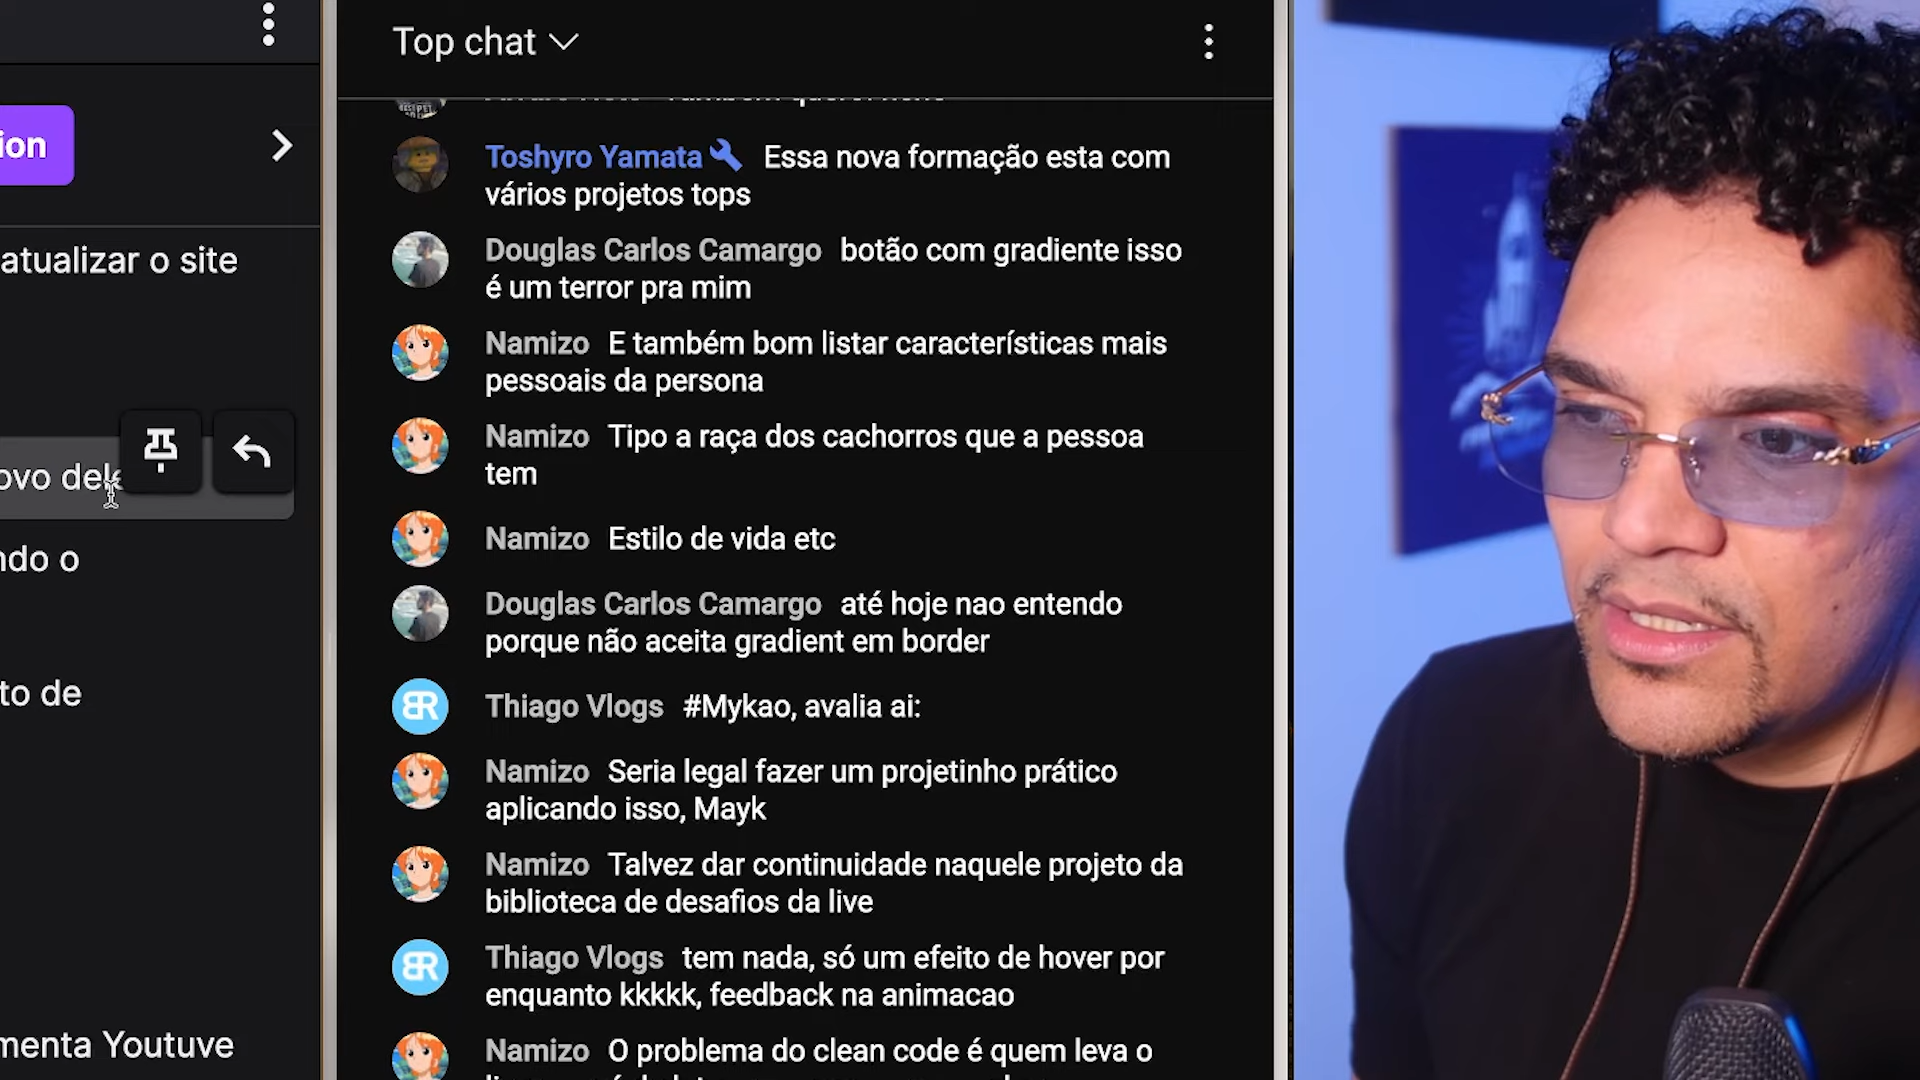 ion
atualizar o site
ovo dele
ndo o
to de
menta Youtuve
Top chat
Toshyro Yamata Essa nova formação esta com
vários projetos tops
Douglas Carlos Camargo botão com gradiente isso
é um terror pra mim
Namizo E também bom listar características mais
pessoais da persona
Namizo Tipo a raça dos cachorros que a pessoa
tem
Namizo Estilo de vida etc
Douglas Carlos Camargo até hoje nao entendo
porque não aceita gradient em border
BR
Thiago Vlogs #Mykao, avalia ai:
Namizo Seria legal fazer um projetinho prático
aplicando isso, Mayk
Namizo Talvez dar continuidade naquele projeto da
biblioteca de desafios da live
BR
Thiago Vlogs tem nada, só um efeito de hover por
enquanto kkkkk, feedback na animacao
Namizo O problema do clean code é quem leva o